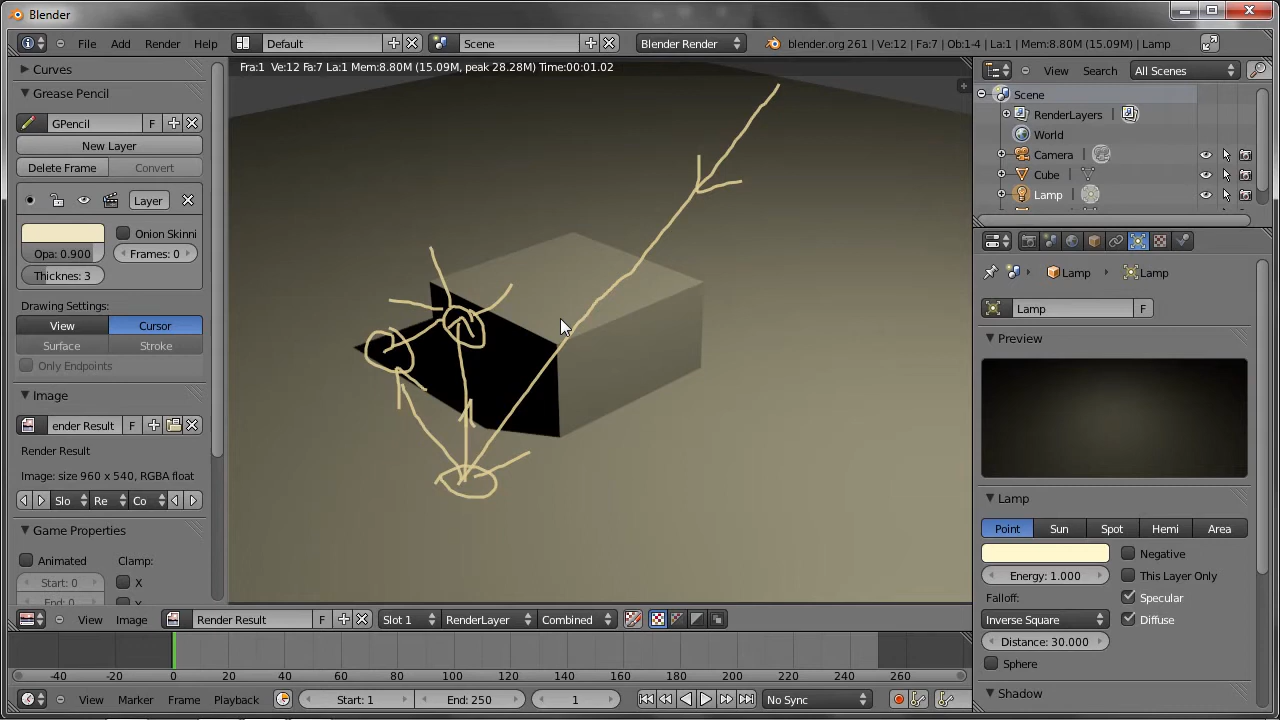 Blender
File Add Render Help Default Scene Blender Render blender.org 261 | Ve:12 | Fa:7 | Ob:1-4 | La:1 | Mem:8.80M (15.09M) | Lamp
Fra:1 Ve:12 Fa:7 La:1 Mem:8.80M (15.09M, peak 28.28M) Time:00:01.02
Curves
Grease Pencil
GPencil F
New Layer
Delete Frame Convert
Layer
Onion Skinni
Opa: 0.900 Frames: 0
Thicknes: 3
Drawing Settings:
View Cursor
Surface Stroke
Only Endpoints
Image
ender Result F
Render Result
Image: size 960 x 540, RGBA float
Slo Re Co
Game Properties
Animated Clamp:
Start: 0 X
View Search All Scenes
Scene
RenderLayers
World
Camera
Cube
Lamp
Lamp Lamp
Lamp F
Preview
Lamp
Point Sun Spot Hemi Area
Negative
Energy: 1.000 This Layer Only
Falloff: Specular
Inverse Square Diffuse
Distance: 30.000
Sphere
Shadow
View Image Render Result F Slot 1 RenderLayer Combined
-40 -20 0 20 40 60 80 100 120 140 160 180 200 220 240 260
View Marker Frame Playback Start: 1 End: 250 1 No Sync